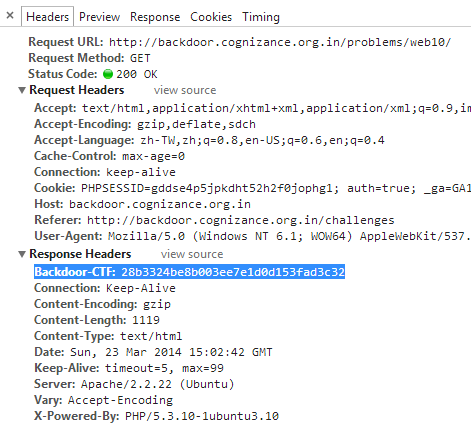 × Headers Preview Response Cookies Timing
Request URL: http://backdoor.cognizance.org.in/problems/web10/
Request Method: GET
Status Code: 200 OK
▼Request Headers view source
Accept: text/html,application/xhtml+xml,application/xml;q=0.9,im
Accept-Encoding: gzip,deflate,sdch
Accept-Language: zh-TW,zh;q=0.8,en-US;q=0.6,en;q=0.4
Cache-Control: max-age=0
Connection: keep-alive
Cookie: PHPSESSID=gddse4p5jpkdht52h2f0jophg1; auth=true; _ga=GA1
Host: backdoor.cognizance.org.in
Referer: http://backdoor.cognizance.org.in/challenges
User-Agent: Mozilla/5.0 (Windows NT 6.1; WOW64) AppleWebKit/537.
▼Response Headers view source
Backdoor-CTF: 28b3324be8b003ee7e1d0d153fad3c32
Connection: Keep-Alive
Content-Encoding: gzip
Content-Length: 1119
Content-Type: text/html
Date: Sun, 23 Mar 2014 15:02:42 GMT
Keep-Alive: timeout=5, max=99
Server: Apache/2.2.22 (Ubuntu)
Vary: Accept-Encoding
X-Powered-By: PHP/5.3.10-1ubuntu3.10